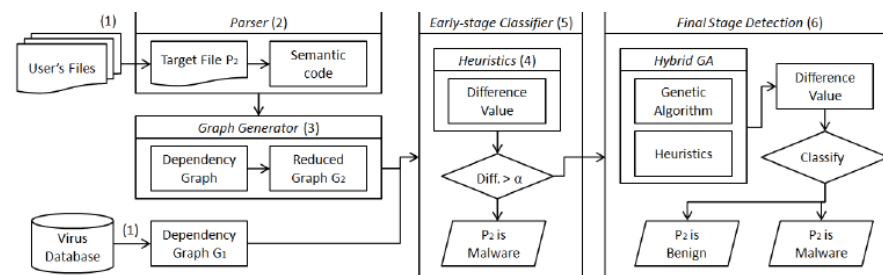 (1)
User's Files
Parser (2)
Target File P₂
Semantic
code
Graph Generator (3)
Dependency
Graph
Reduced
Graph G₂
Virus
Database
(1)
Dependency
Graph G₁
Early-stage Classifier (5)
Heuristics (4)
Difference
Value
Diff. > α
P₂ is
Malware
Final Stage Detection (6)
Hybrid GA
Genetic
Algorithm
Heuristics
Difference
Value
Classify
P₂ is
Benign
P₂ is
Malware